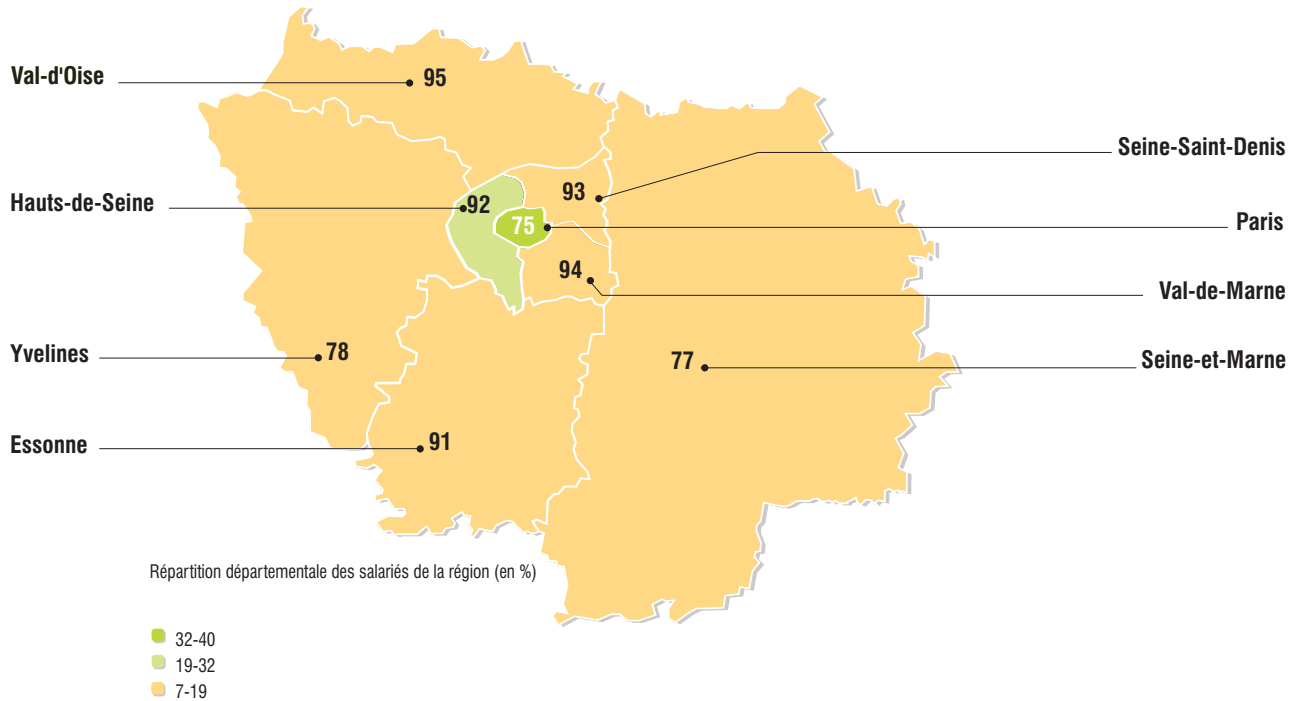 Val-d'Oise
95
Seine-Saint-Denis
93
Hauts-de-Seine
92
75
Paris
94
Val-de-Marne
Yvelines
78
77
Seine-et-Marne
Essonne
91
Répartition départementale des salariés de la région (en %)
32-40
19-32
7-19